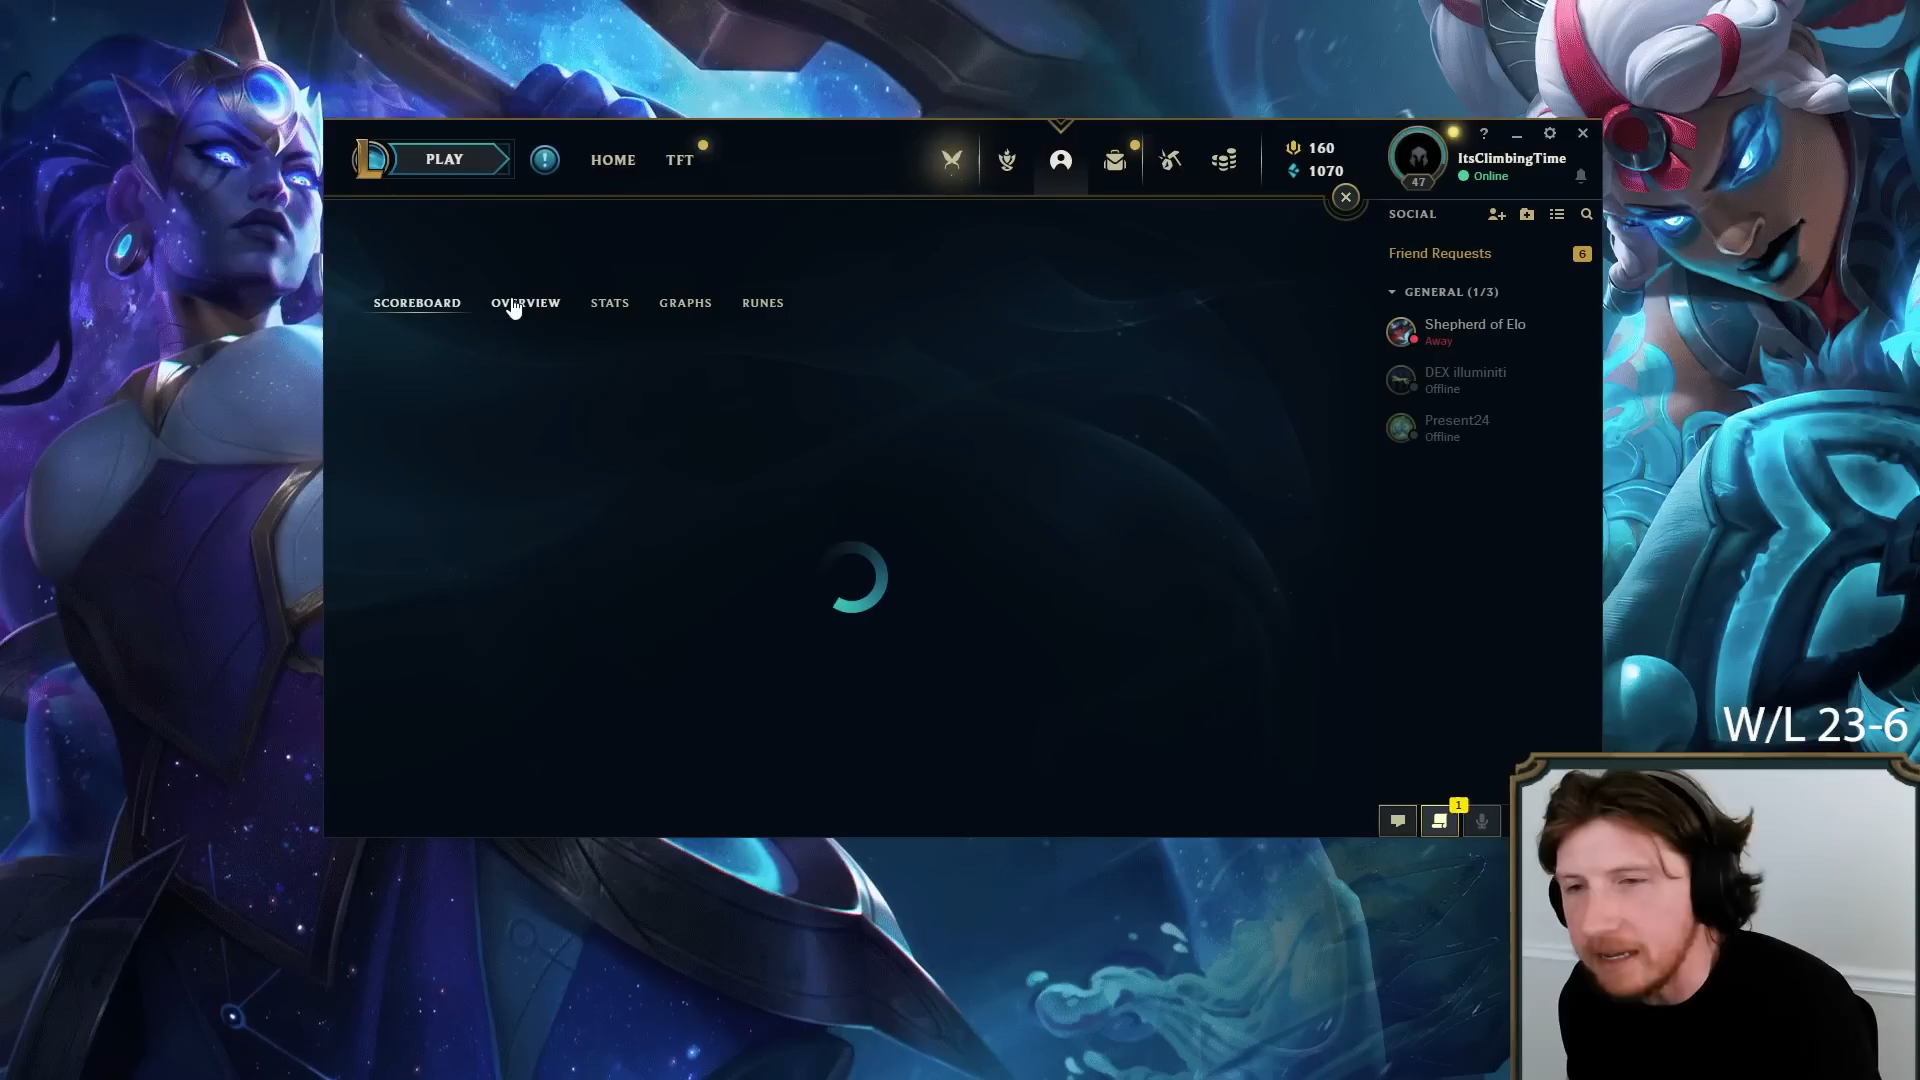 PLAY
HOME
TFT
160
1070
47
ItsClimbingTime
Online
SOCIAL
Friend Requests
6
GENERAL (1/3)
Shepherd of Elo
Away
DEX illuminiti
Offline
Present24
Offline
SCOREBOARD
OVERVIEW
STATS
GRAPHS
RUNES
1
W/L 23-6